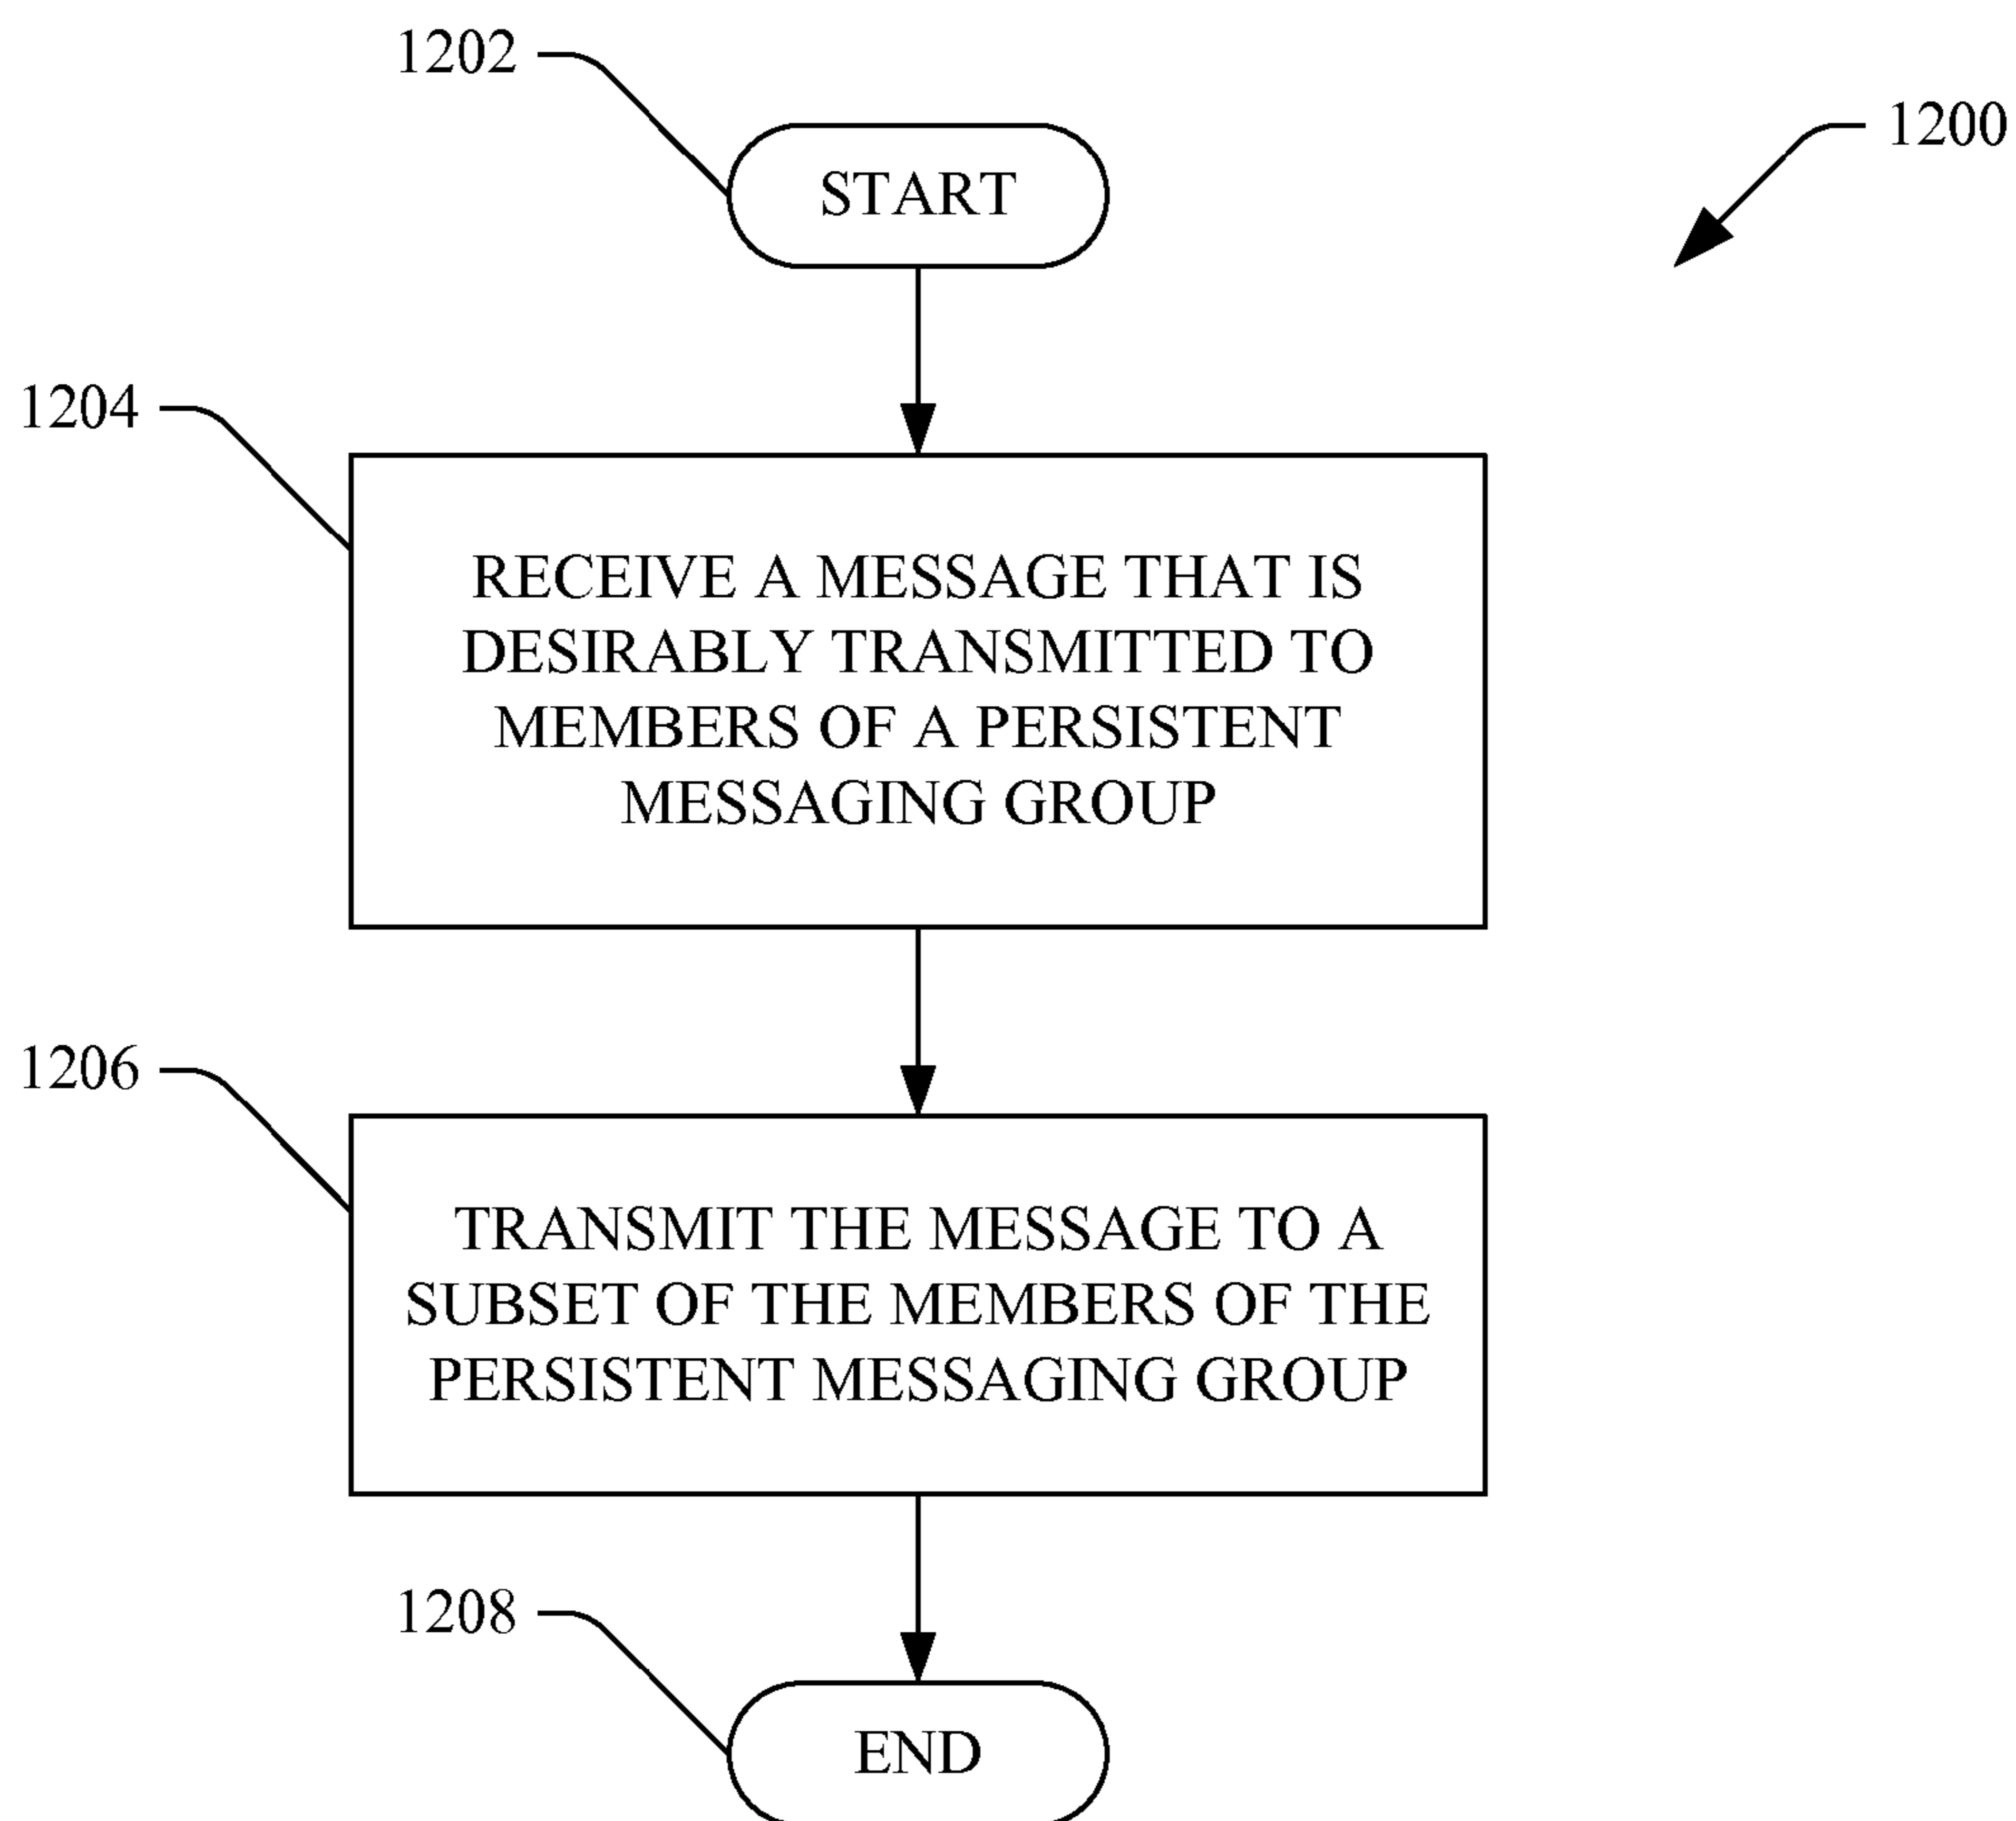 1202
1200
START
1204
RECEIVE A MESSAGE THAT IS
DESIRABLY TRANSMITTED TO
MEMBERS OF A PERSISTENT
MESSAGING GROUP
1206
TRANSMIT THE MESSAGE TO A
SUBSET OF THE MEMBERS OF THE
PERSISTENT MESSAGING GROUP
1208
END